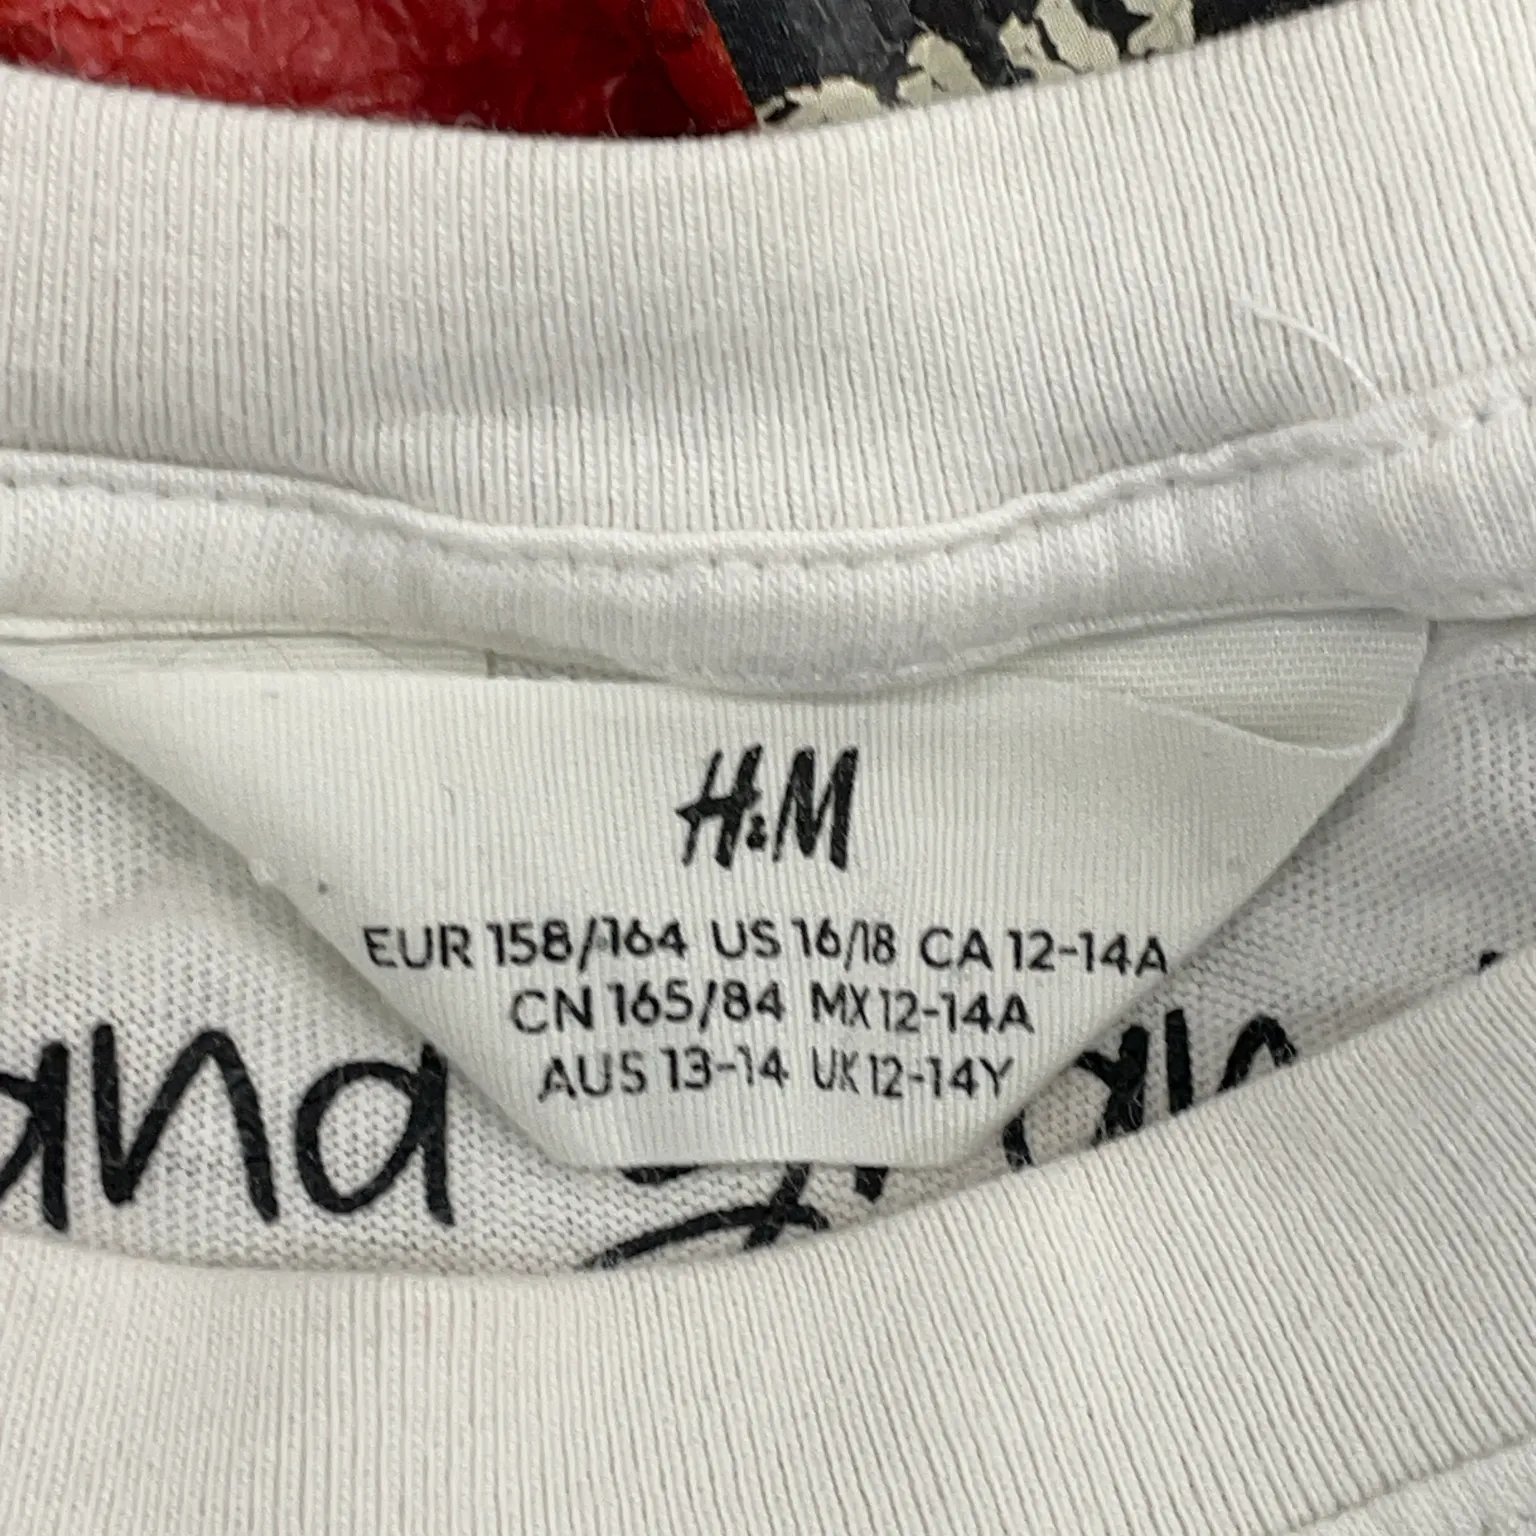 H&M
EUR 158/164 US 16/18 CA 12-14A
CN 165/84 MX 12-14A
AUS 13-14 UK 12-14Y